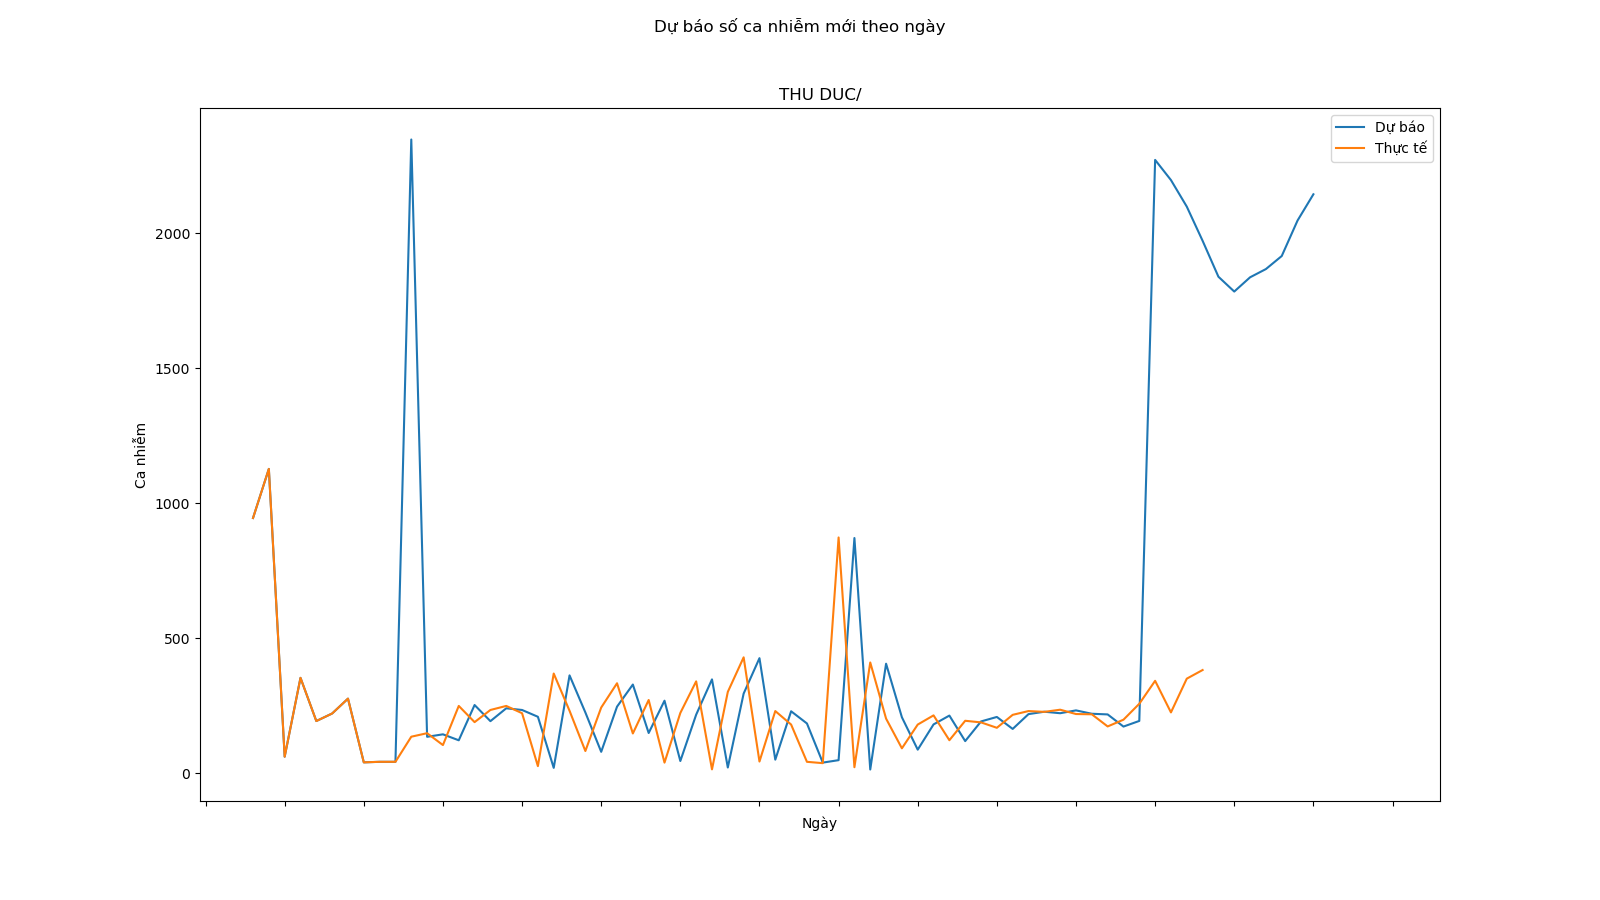 Dự báo số ca nhiễm mới theo ngày
THU DUC/
Dự báo
Thực tế
2000
1500
1000
500
0
Ca nhiễm
Ngày